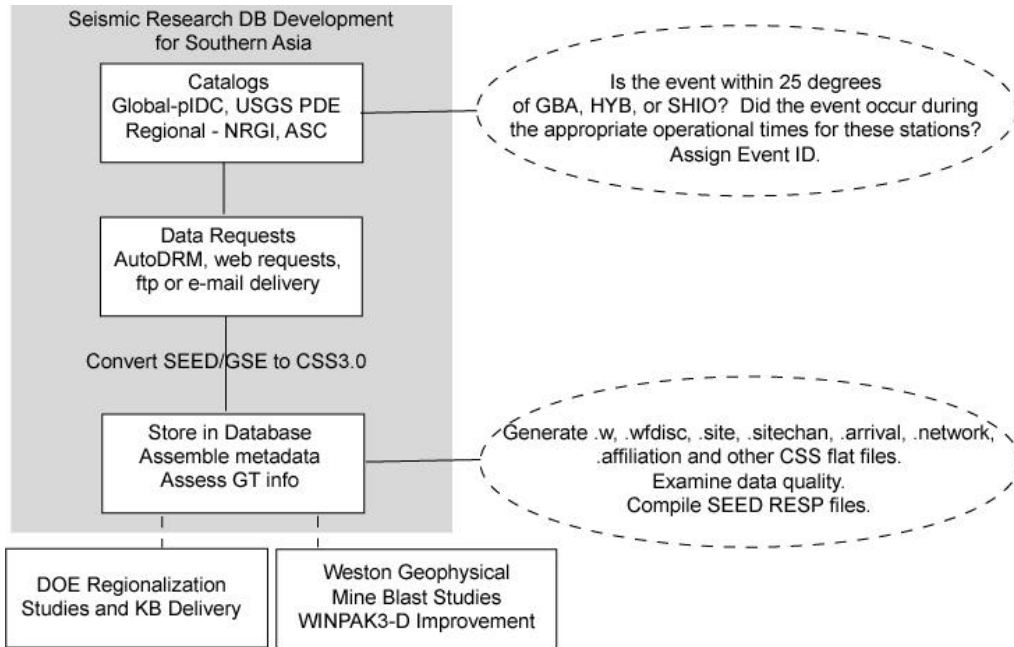 Seismic Research DB Development
for Southern Asia
Catalogs
Global-pIDC, USGS PDE
Regional - NRGI, ASC
Is the event within 25 degrees
of GBA, HYB, or SHIO? Did the event occur during
the appropriate operational times for these stations?
Assign Event ID.
Data Requests
AutoDRM, web requests,
ftp or e-mail delivery
Convert SEED/GSE to CSS3.0
Store in Database
Assemble metadata
Assess GT info
Generate .w, .wfdisc, .site, .sitechan, .arrival, .network,
.affiliation and other CSS flat files.
Examine data quality.
Compile SEED RESP files.
DOE Regionalization
Studies and KB Delivery
Weston Geophysical
Mine Blast Studies
WINPAK3-D Improvement